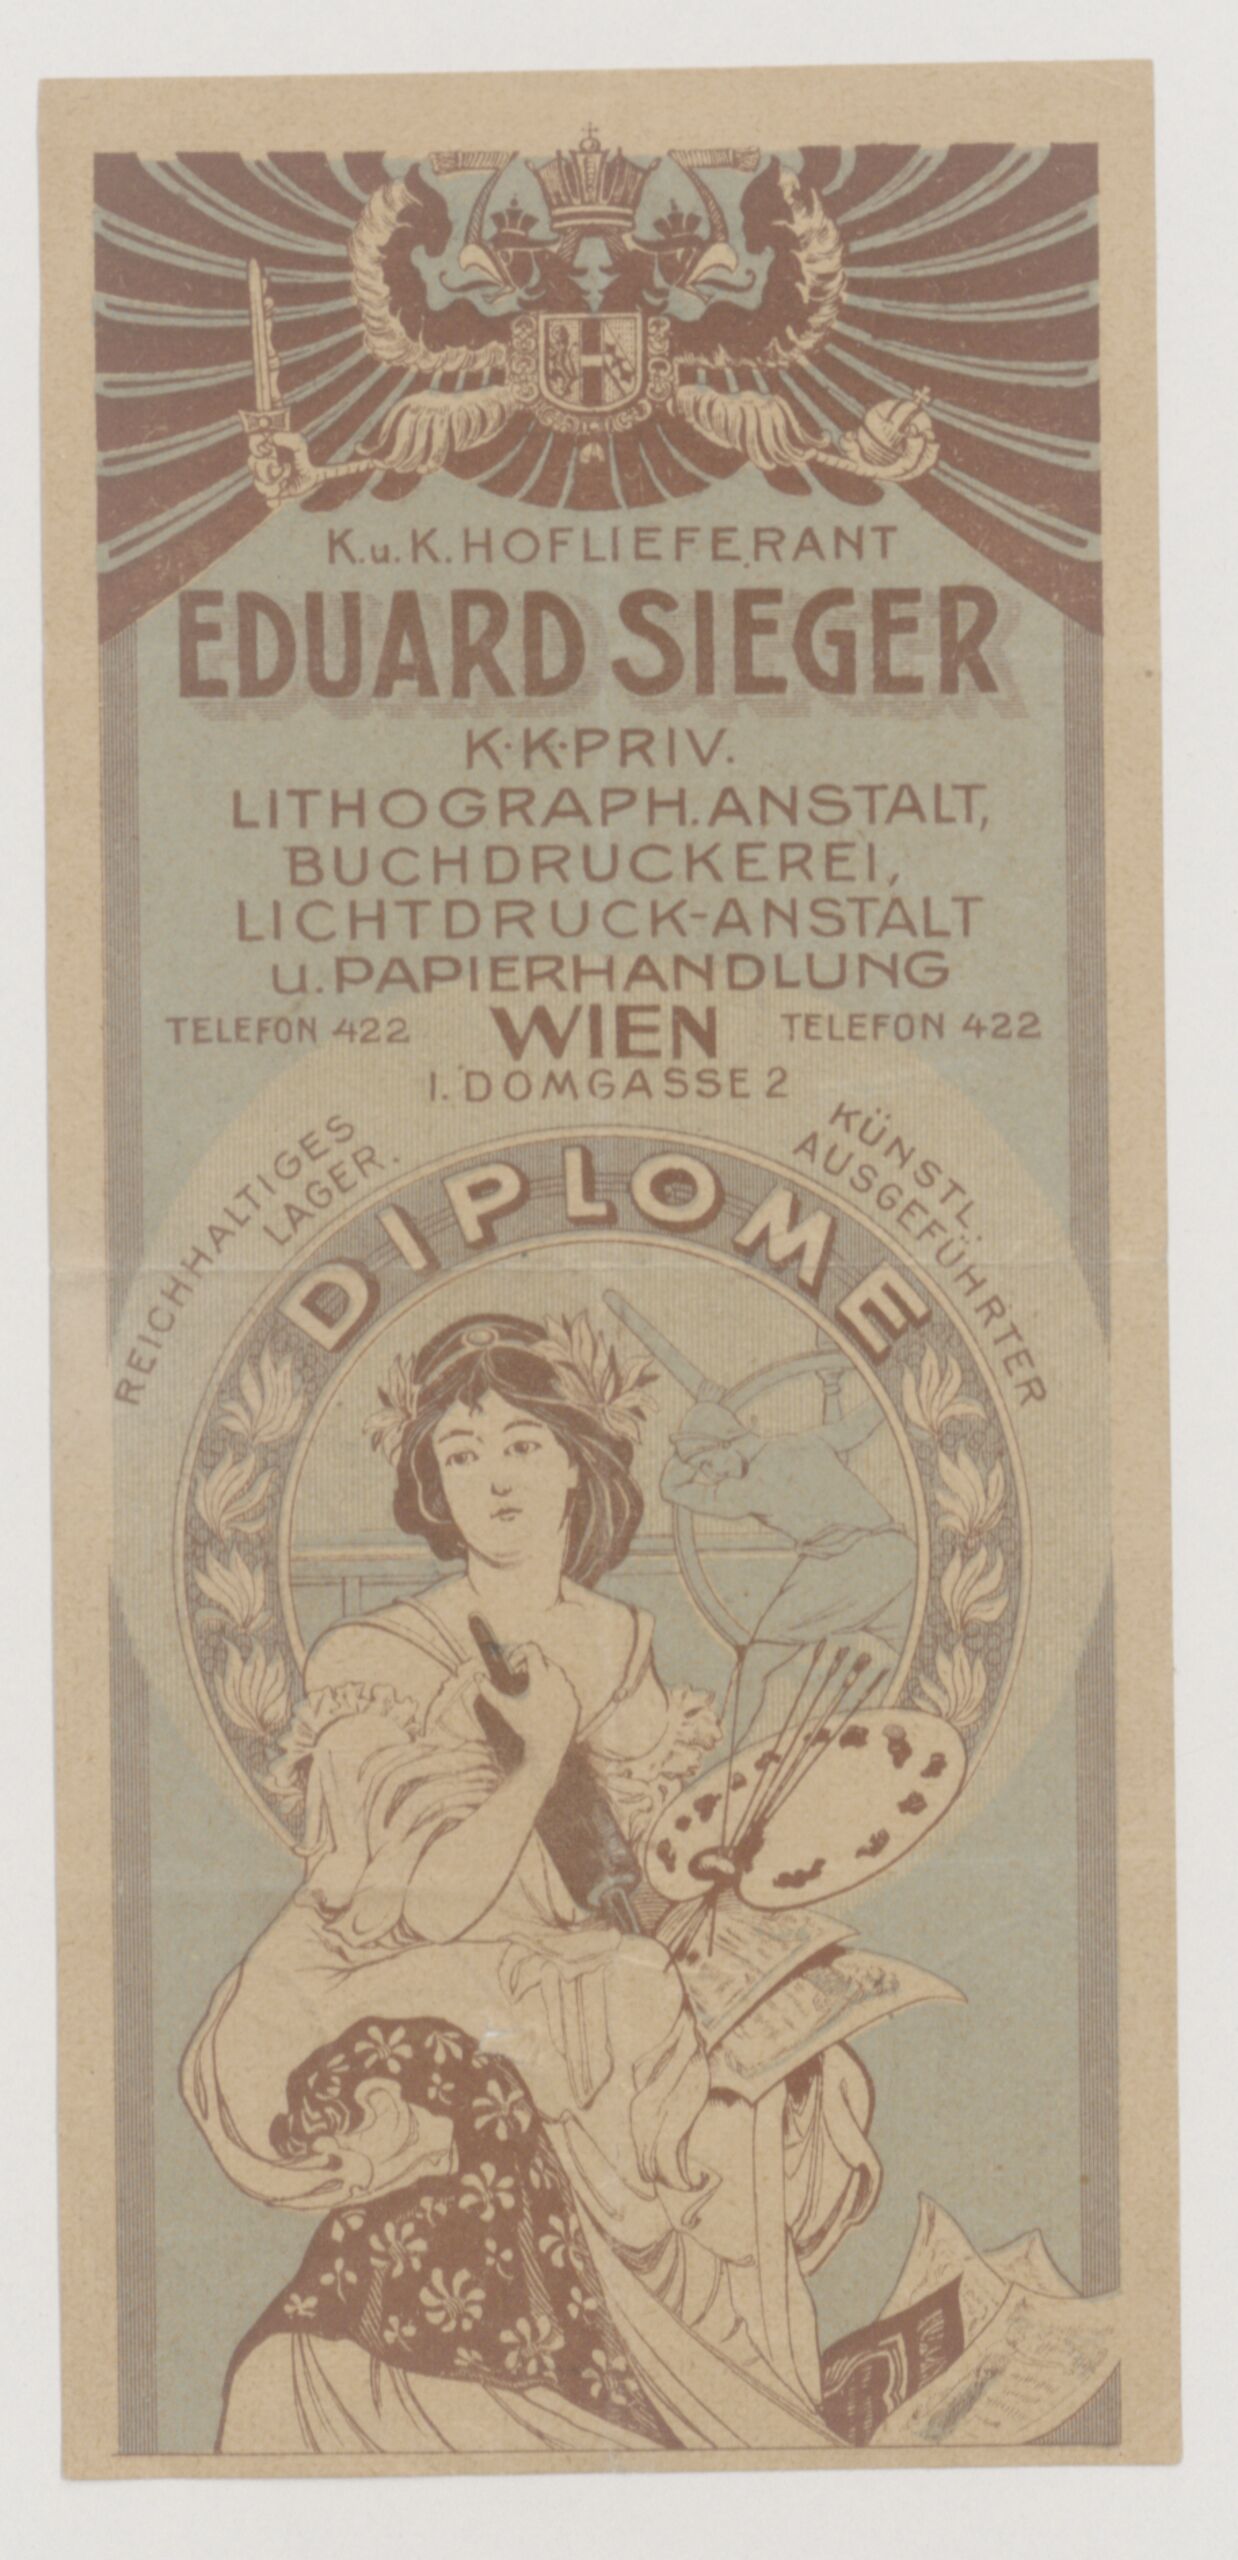 K.u.K. HOFLIEFERANT
EDUARD SIEGER
K·K·PRIV.
LITHOGRAPH. ANSTALT,
BUCHDRUCKEREI,
LICHTDRUCK-ANSTALT
u. PAPIERHANDLUNG
TELEFON 422 WIEN TELEFON 422
I. DOMGASSE 2
REICHHALTIGES
LAGER.
KÜNSTL.
AUSGEFÜHRTER
DIPLOME